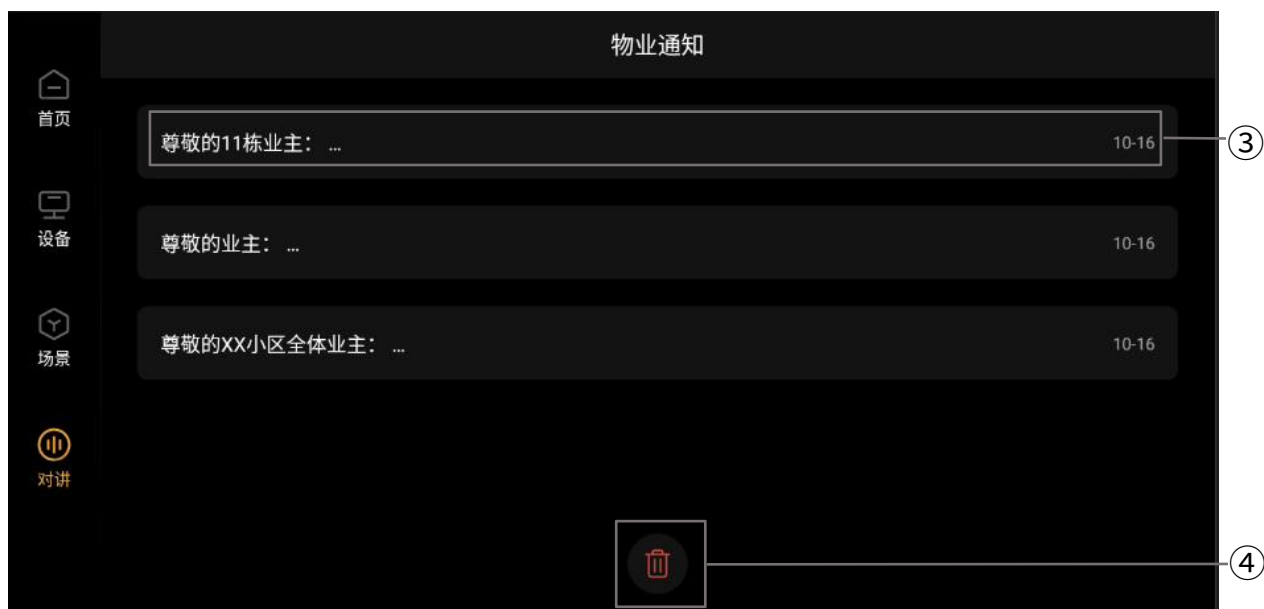 物业通知
首页
设备
场景
对讲
尊敬的11栋业主： ... 10-16
尊敬的业主： ... 10-16
尊敬的XX小区全体业主： ... 10-16
③
④